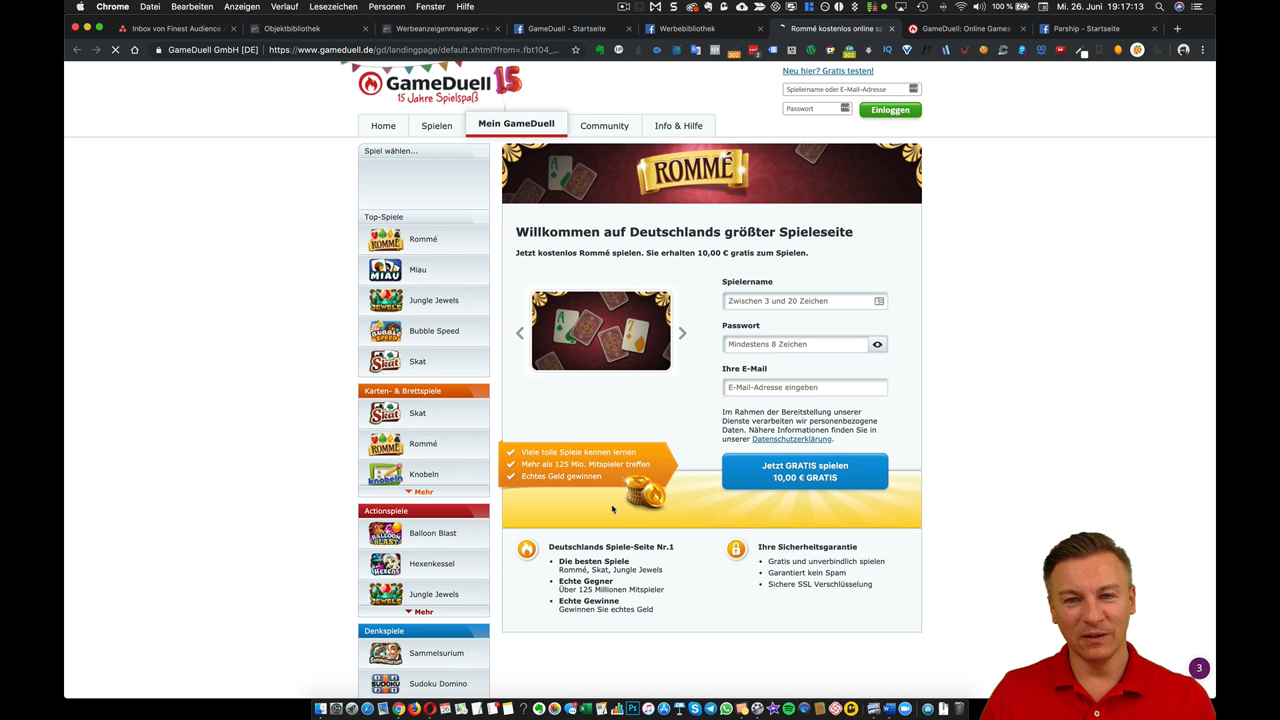 Chrome Datei Bearbeiten Anzeigen Verlauf Lesezeichen Personen Fenster Hilfe 100 % Mi. 26. Juni 19:17:13
Inbox von Finest Audience Objektbibliothek Werbeanzeigenmanager - GameDuell - Startseite Werbebibliothek Rommé kostenlos online sp GameDuell: Online Games Parship - Startseite
GameDuell GmbH [DE] https://www.gameduell.de/gd/landingpage/default.xhtml?from=.fbt104_...
GameDuell 15
15 Jahre Spielspaß
Neu hier? Gratis testen!
Spielername oder E-Mail-Adresse
Passwort
Einloggen
Home Spielen Mein GameDuell Community Info & Hilfe
Spiel wählen...
Top-Spiele
Rommé
Miau
Jungle Jewels
Bubble Speed
Skat
Karten- & Brettspiele
Skat
Rommé
Knobeln
Mehr
Actionspiele
Balloon Blast
Hexenkessel
Jungle Jewels
Mehr
Denkspiele
Sammelsurium
Sudoku Domino
ROMMÉ
Willkommen auf Deutschlands größter Spieleseite
Jetzt kostenlos Rommé spielen. Sie erhalten 10,00 € gratis zum Spielen.
Spielername
Zwischen 3 und 20 Zeichen
Passwort
Mindestens 8 Zeichen
Ihre E-Mail
E-Mail-Adresse eingeben
Im Rahmen der Bereitstellung unserer
Dienste verarbeiten wir personenbezogene
Daten. Nähere Informationen finden Sie in
unserer Datenschutzerklärung.
Viele tolle Spiele kennen lernen
Mehr als 125 Mio. Mitspieler treffen
Echtes Geld gewinnen
Jetzt GRATIS spielen
10,00 € GRATIS
Deutschlands Spiele-Seite Nr.1
Die besten Spiele
Rommé, Skat, Jungle Jewels
Echte Gegner
Über 125 Millionen Mitspieler
Echte Gewinne
Gewinnen Sie echtes Geld
Ihre Sicherheitsgarantie
Gratis und unverbindlich spielen
Garantiert kein Spam
Sichere SSL Verschlüsselung
3